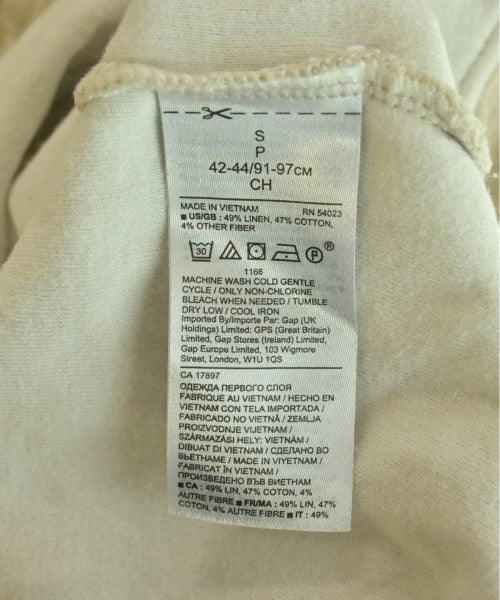 S
P
42-44/91-97см
CH
MADE IN VIETNAM RN 54023
■ US/GB : 49% LINEN, 47% COTTON,
4% OTHER FIBER
30 P
1166
MACHINE WASH COLD GENTLE
CYCLE / ONLY NON-CHLORINE
BLEACH WHEN NEEDED / TUMBLE
DRY LOW / COOL IRON
Imported By/Importe Par: Gap (UK
Holdings) Limited: GPS (Great Britain)
Limited, Gap Stores (Ireland) Limited,
Gap Europe Limited, 103 Wigmore
Street, London, W1U 1QS
CA 17897
ОДЕЖДА ПЕРВОГО СЛОЯ
FABRIQUE AU VIETNAM / HECHO EN
VIETNAM CON TELA IMPORTADA /
FABRICADO NO VIETNÃ / ZEMLJA
PROIZVODNJE VIJETNAM /
SZÁRMAZÁSI HELY: VIETNÁM /
DIBUAT DI VIETNAM / СДЕЛАНО ВО
ВЬЕТНАМЕ / MADE IN VIYETNAM /
FABRICAT ÎN VIETNAM /
ПРОИЗВЕДЕНО ВЪВ ВИЕТНАМ
■ CA : 49% LIN, 47% COTON, 4%
AUTRE FIBRE ■ FR/MA : 49% LIN, 47%
COTON, 4% AUTRE FIBRE ■ IT : 49%